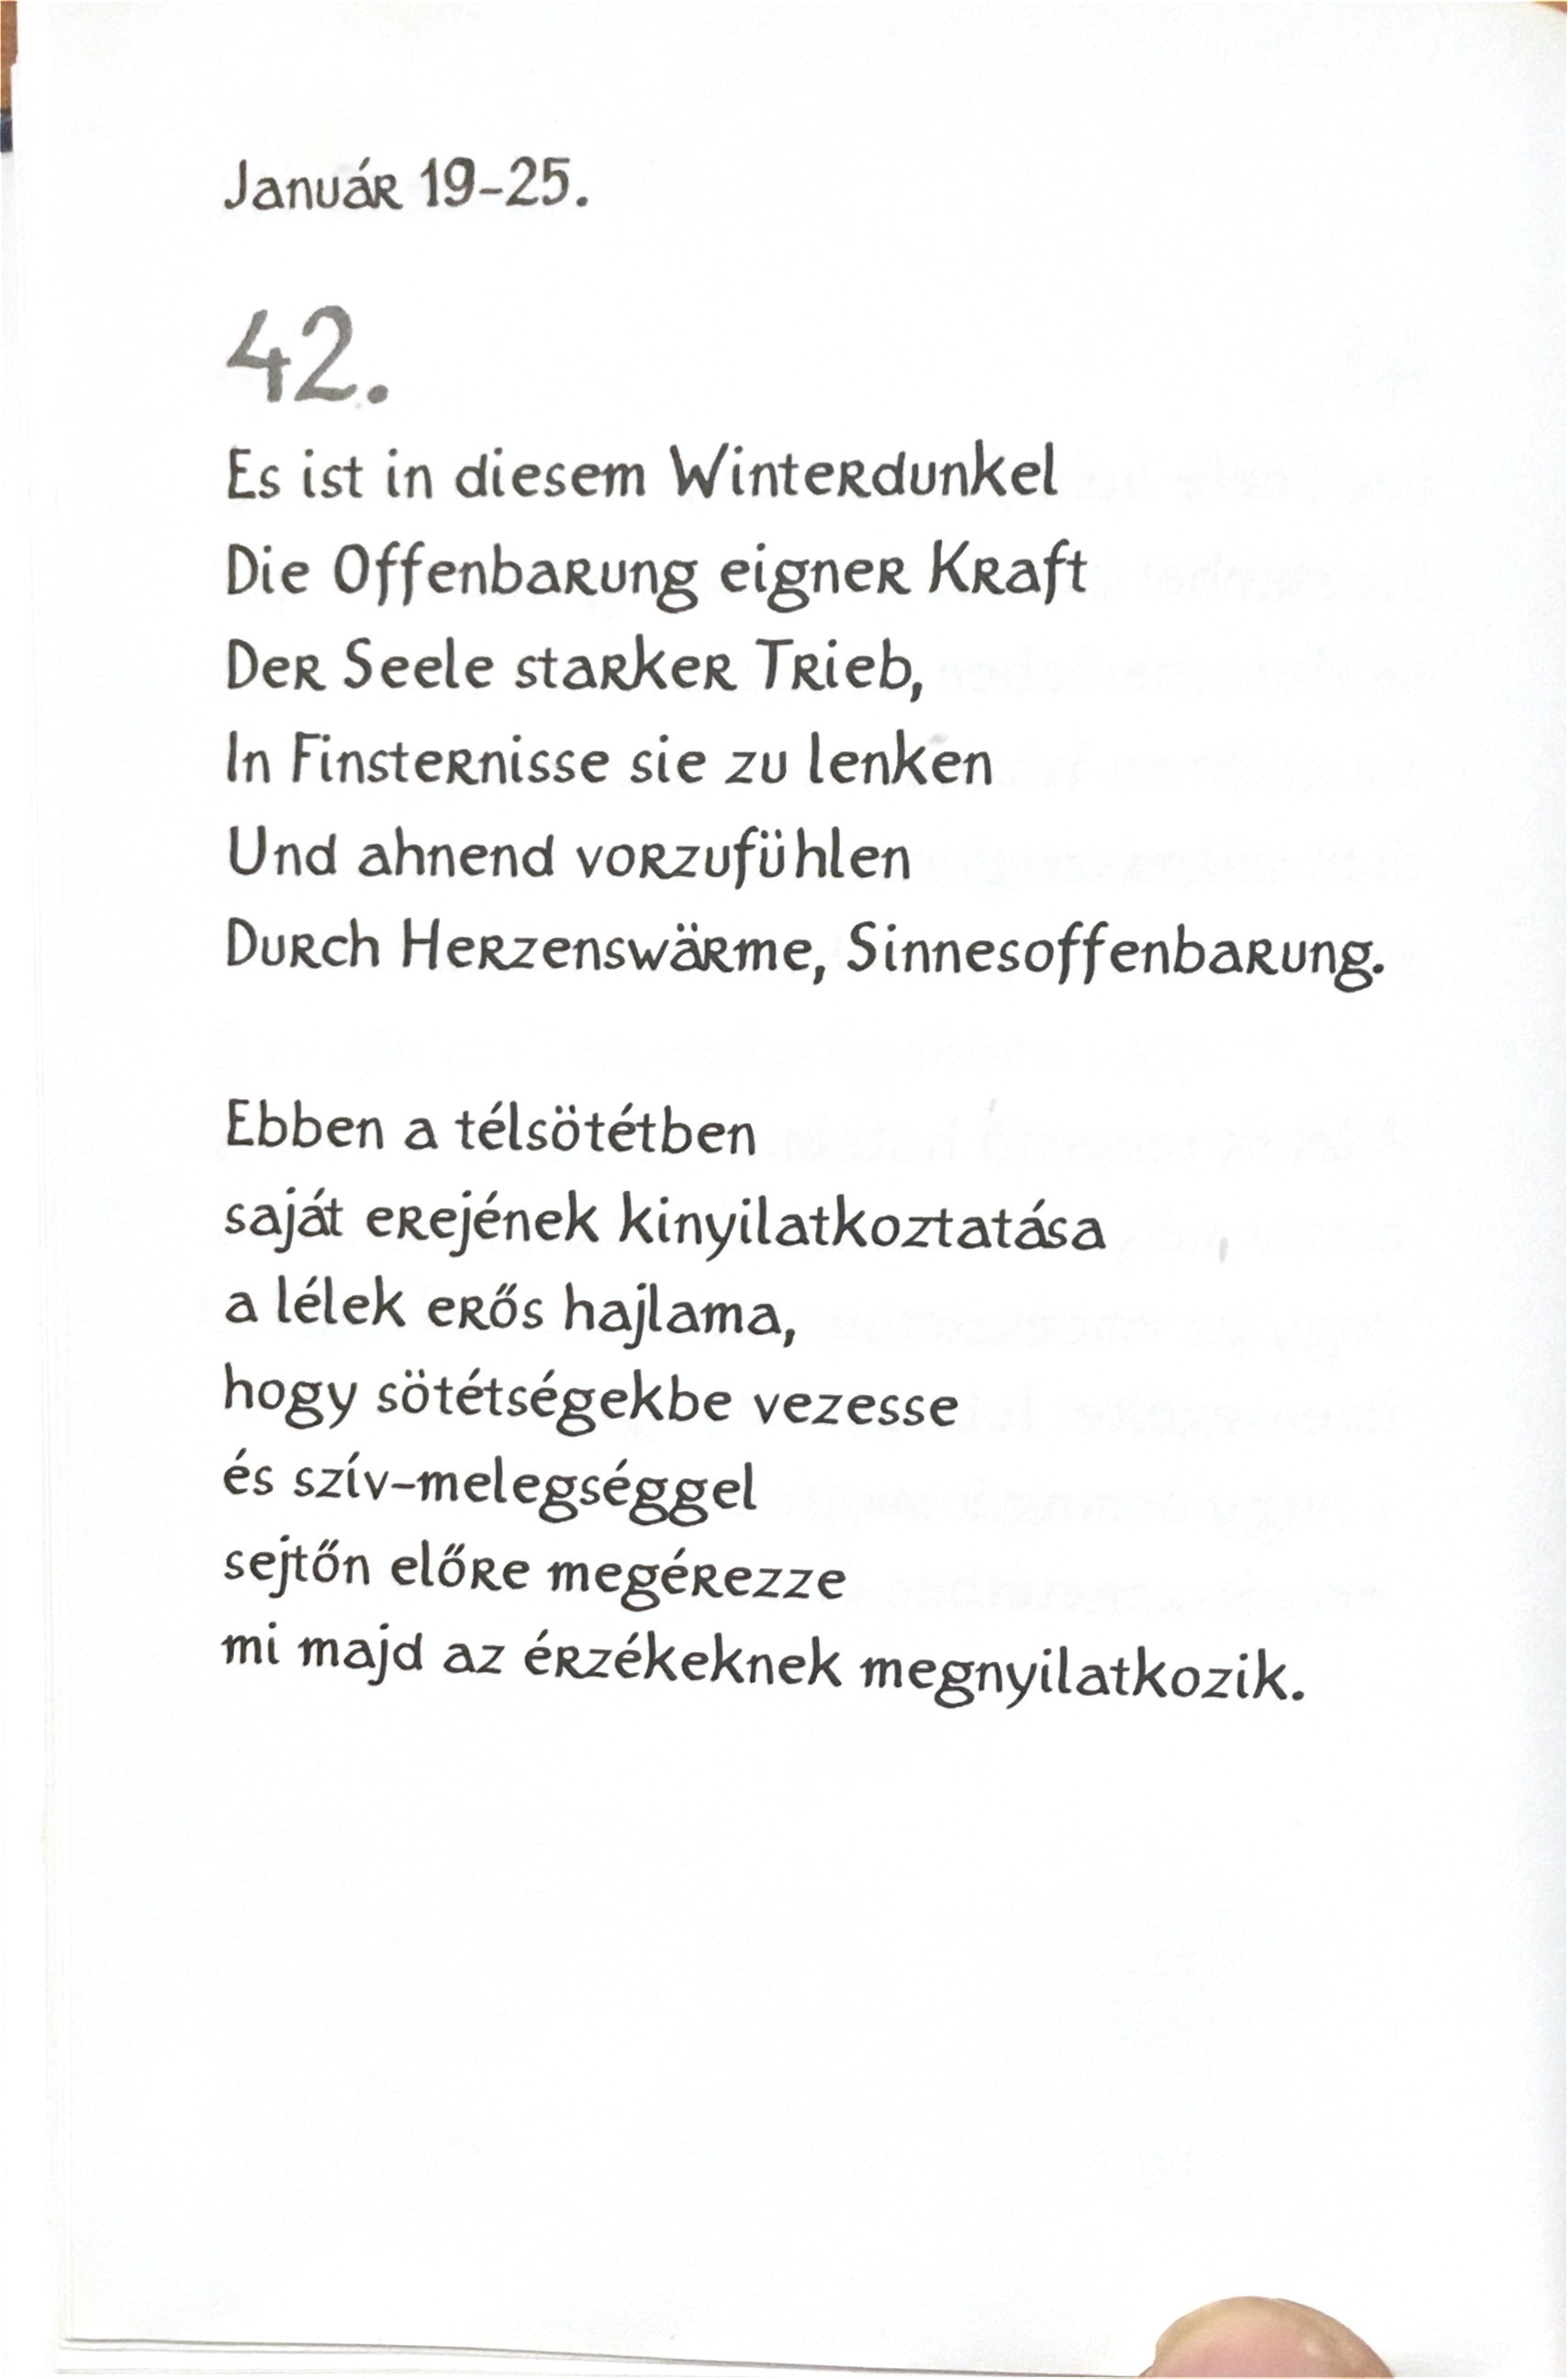 Január 19-25.
42.
Es ist in diesem Winterdunkel
Die Offenbarung eigner Kraft
Der Seele starker Trieb,
In Finsternisse sie zu lenken
Und ahnend vorzufühlen
Durch Herzenswärme, Sinnesoffenbarung.
Ebben a télsötétben
saját erejének kinyilatkoztatása
a lélek erős hajlama,
hogy sötétségekbe vezesse
és szív-melegséggel
sejtőn előre megérezze
mi majd az érzékeknek megnyilatkozik.